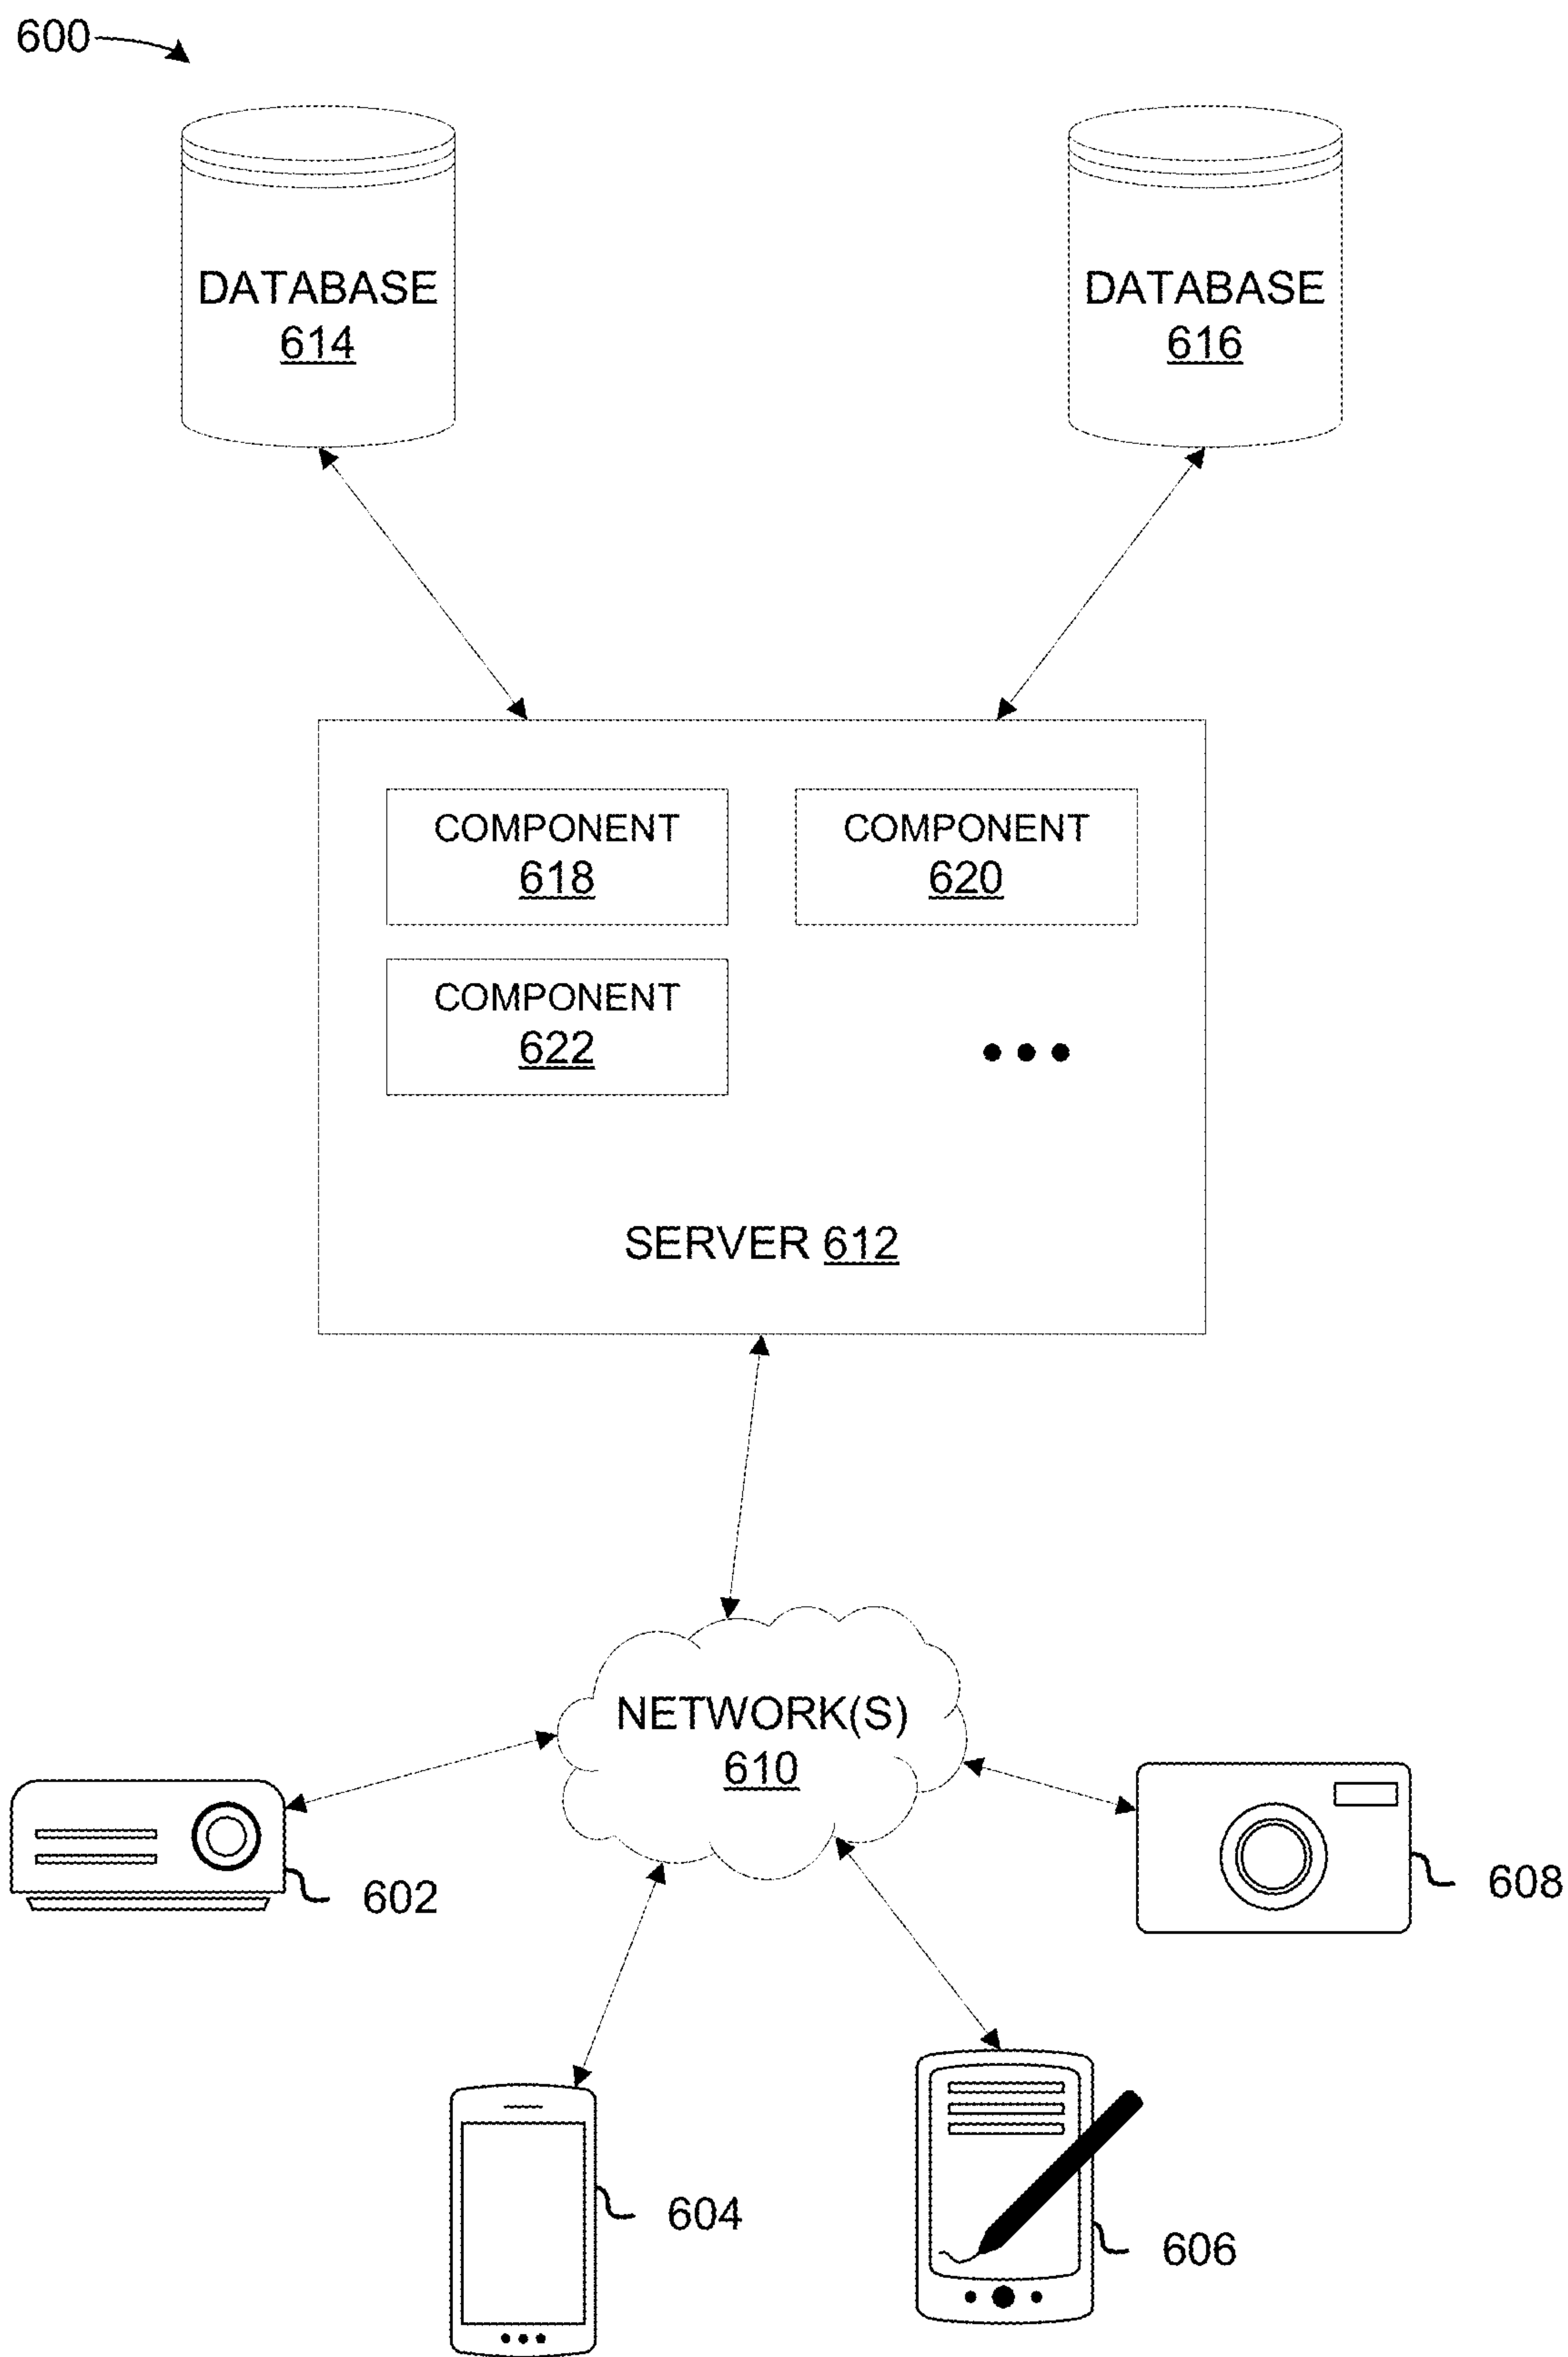 600
DATABASE
614
DATABASE
616
COMPONENT
618
COMPONENT
620
COMPONENT
622
SERVER 612
NETWORK(S)
610
602
608
604
606